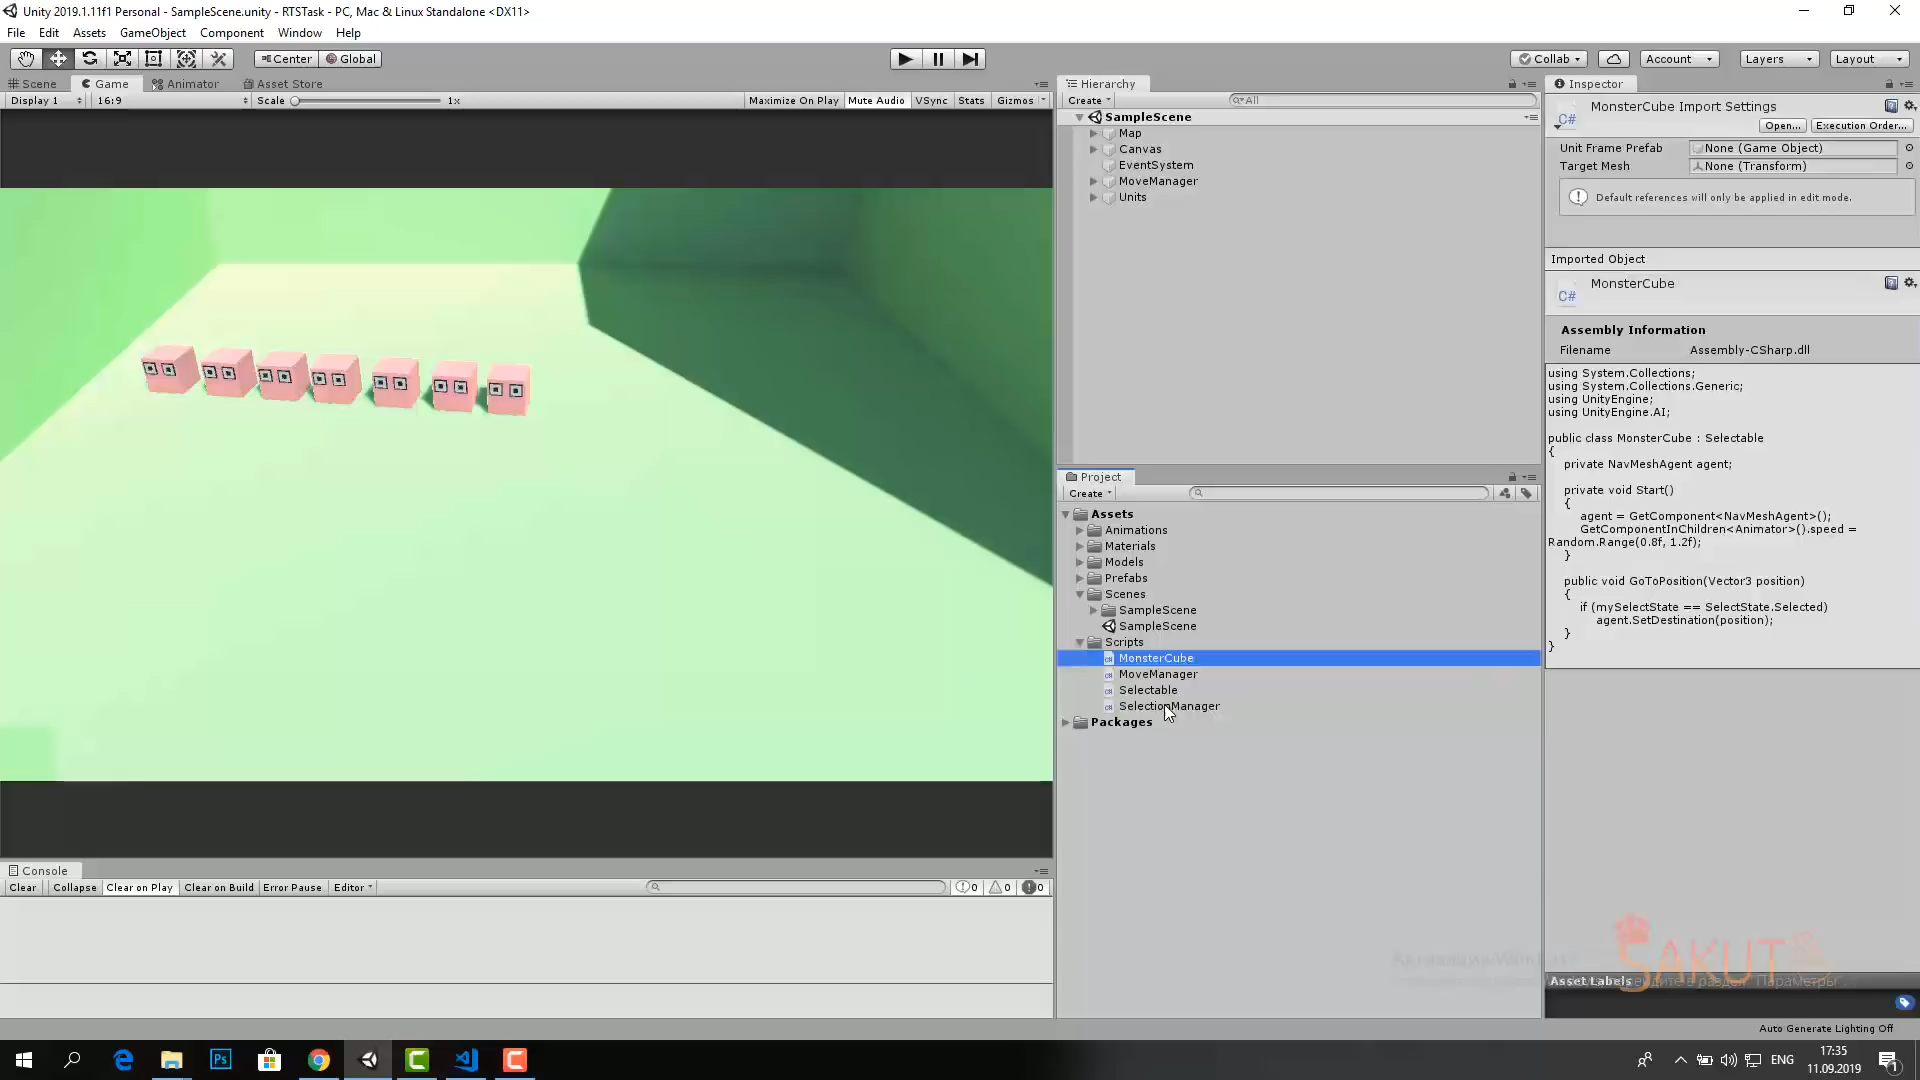 Unity 2019.1.11f1 Personal - SampleScene.unity - RTSTask - PC, Mac & Linux Standalone <DX11>
File Edit Assets GameObject Component Window Help
Center Global
Collab Account Layers Layout
Scene Game Animator Asset Store
Display 1 16:9 Scale 1x Maximize On Play Mute Audio VSync Stats Gizmos
Hierarchy
Create All
SampleScene
Map
Canvas
EventSystem
MoveManager
Units
Project
Create
Assets
Animations
Materials
Models
Prefabs
Scenes
SampleScene
SampleScene
Scripts
MonsterCube
MoveManager
Selectable
SelectionManager
Packages
Inspector
MonsterCube Import Settings
C#
Open... Execution Order...
Unit Frame Prefab None (Game Object)
Target Mesh None (Transform)
Default references will only be applied in edit mode.
Imported Object
MonsterCube
C#
Assembly Information
Filename Assembly-CSharp.dll
using System.Collections;
using System.Collections.Generic;
using UnityEngine;
using UnityEngine.AI;
public class MonsterCube : Selectable
{
private NavMeshAgent agent;
private void Start()
{
agent = GetComponent<NavMeshAgent>();
GetComponentInChildren<Animator>().speed =
Random.Range(0.8f, 1.2f);
}
public void GoToPosition(Vector3 position)
{
if (mySelectState == SelectState.Selected)
agent.SetDestination(position);
}
}
Console
Clear Collapse Clear on Play Clear on Build Error Pause Editor 0 0 0
SAKUT
Asset Labels
в раздел "Параметры".
Auto Generate Lighting Off
Ps
ENG
17:35
11.09.2019
1